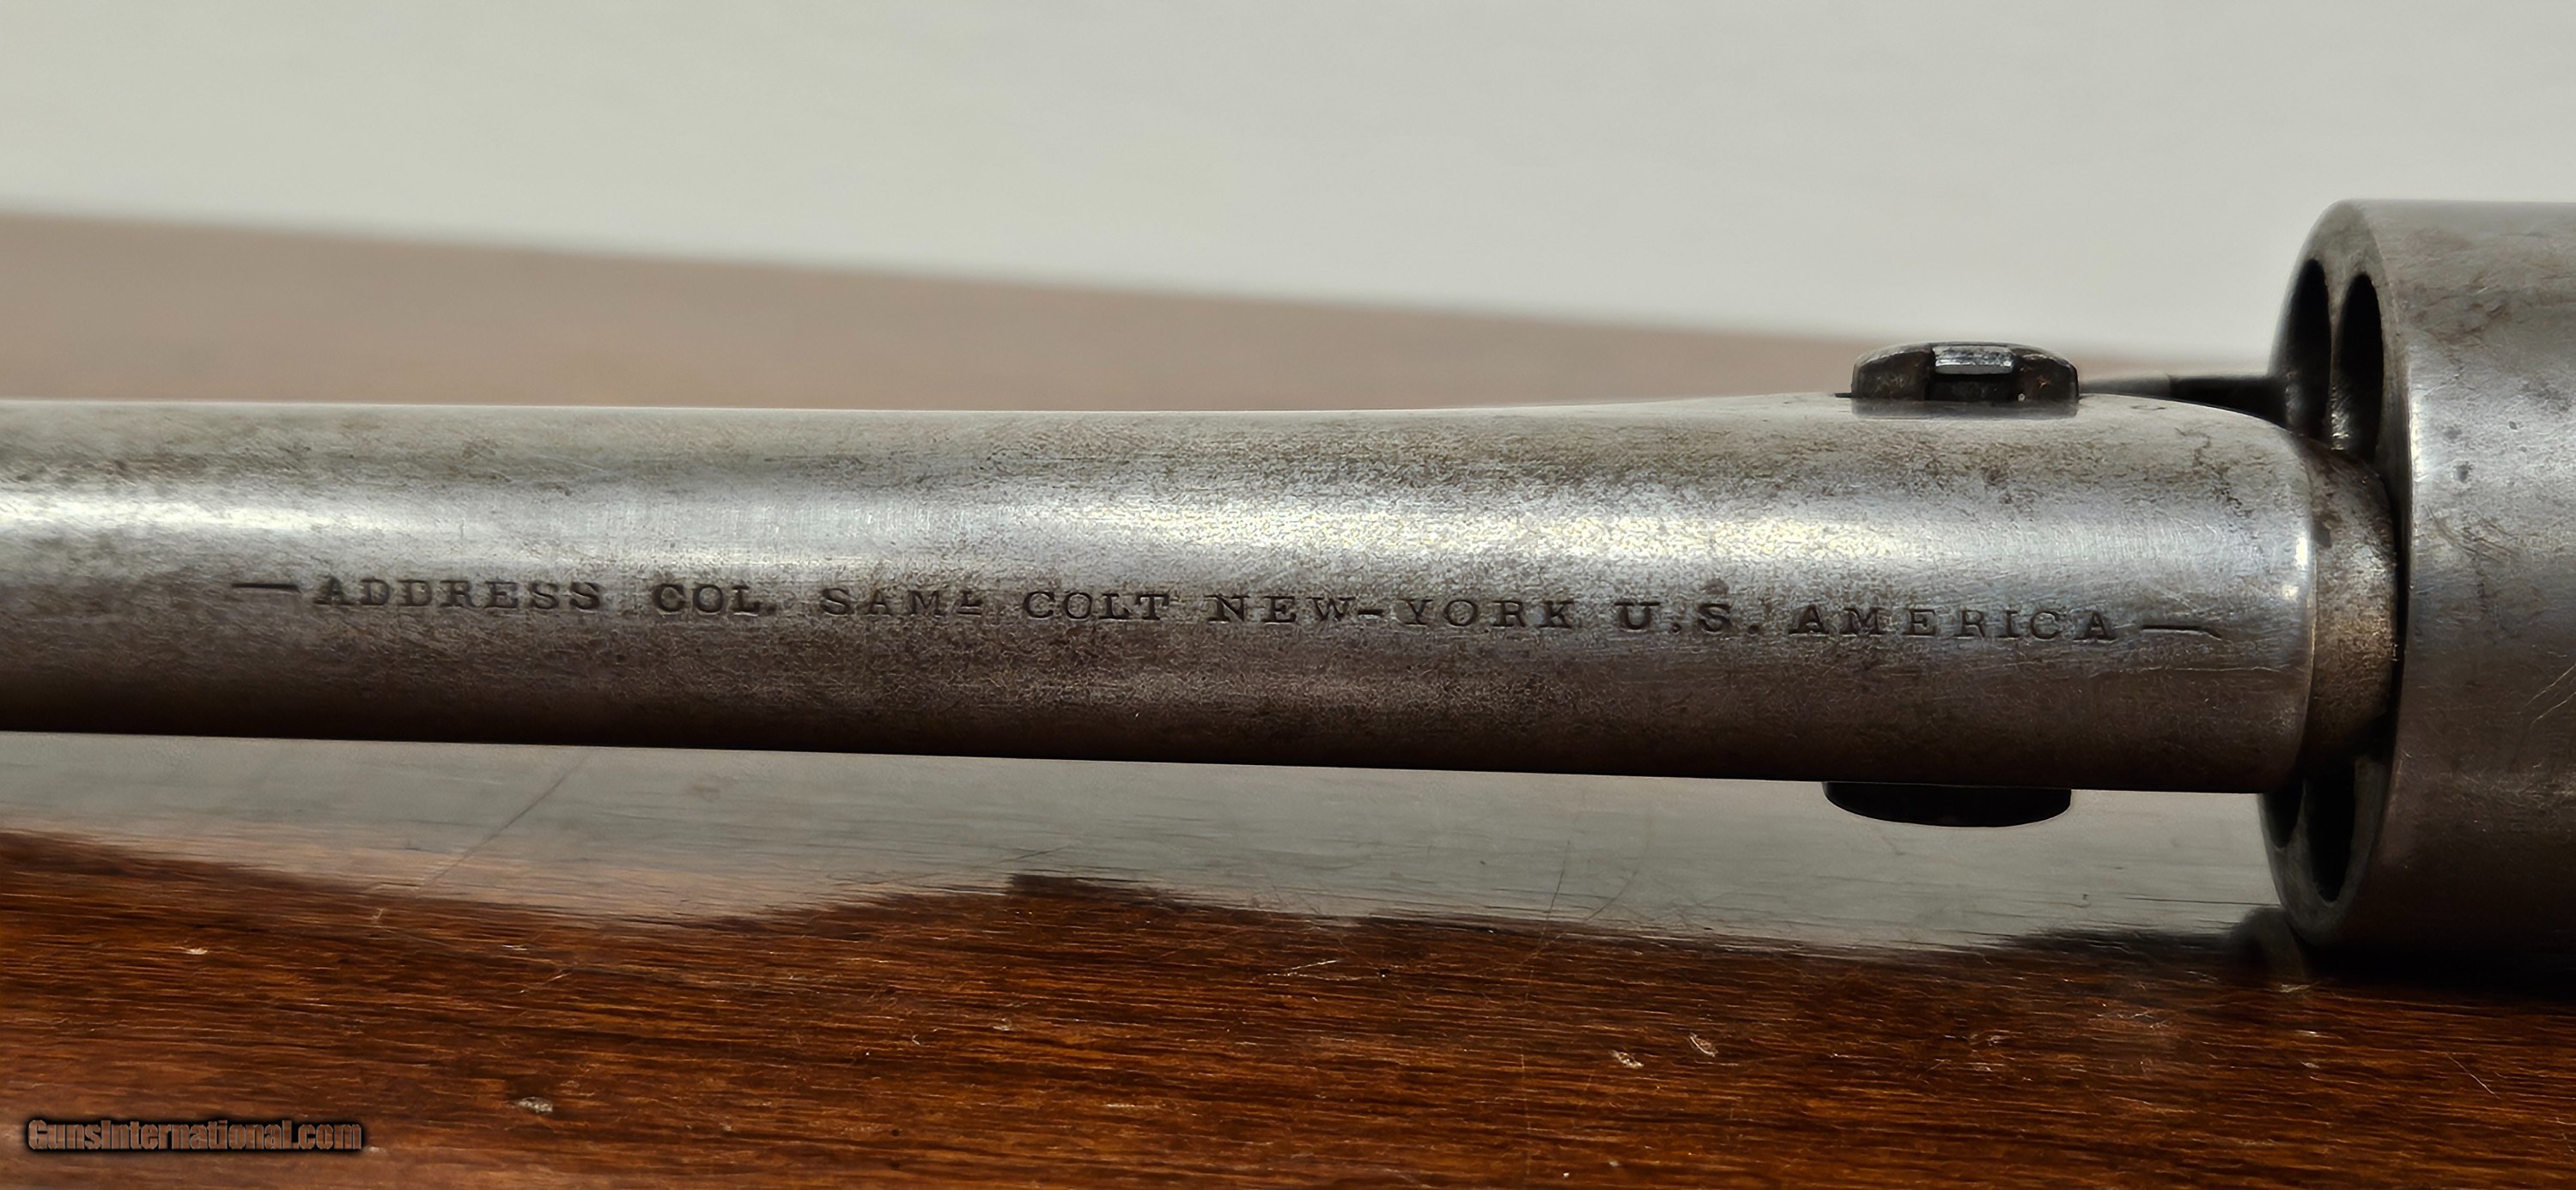 — ADDRESS COL. SAMᴸ COLT NEW-YORK U.S. AMERICA —
GunsInternational.com